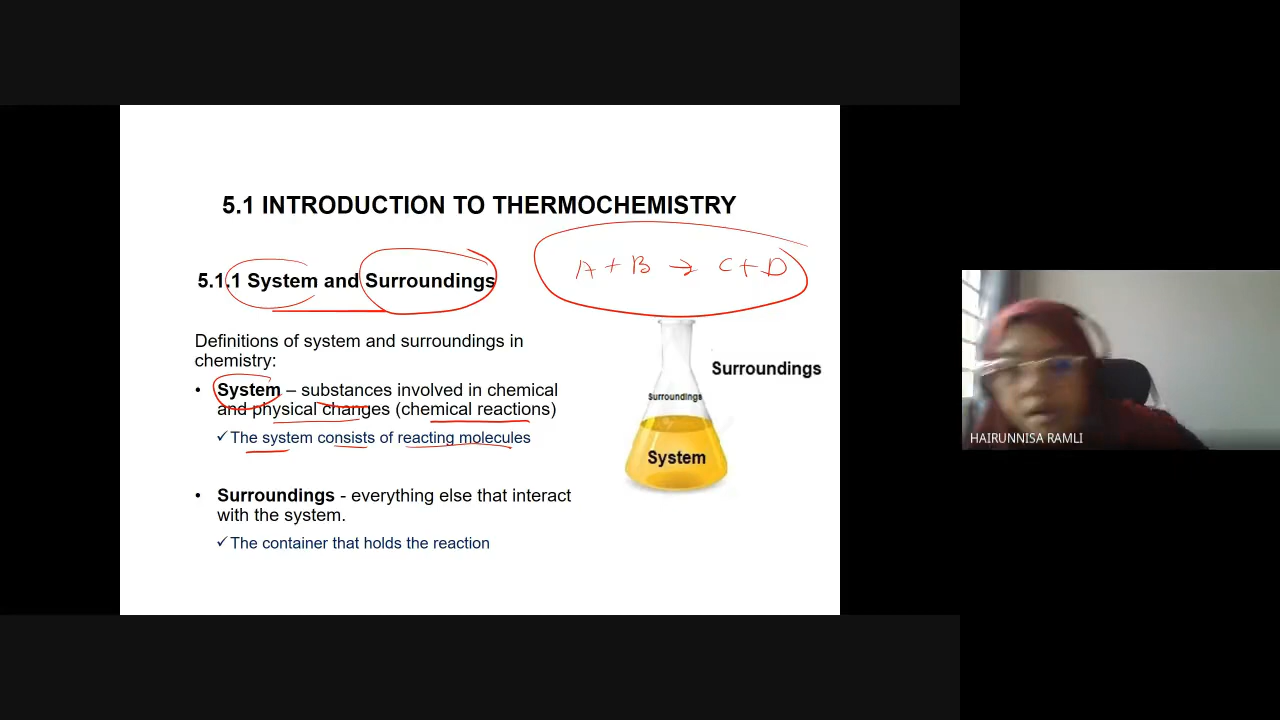 5.1 INTRODUCTION TO THERMOCHEMISTRY
A + B → C + D
5.1.1 System and Surroundings
Definitions of system and surroundings in
chemistry:
• System – substances involved in chemical
and physical changes (chemical reactions)
✓The system consists of reacting molecules
• Surroundings - everything else that interact
with the system.
✓The container that holds the reaction
Surroundings
Surroundings
System
HAIRUNNISA RAMLI